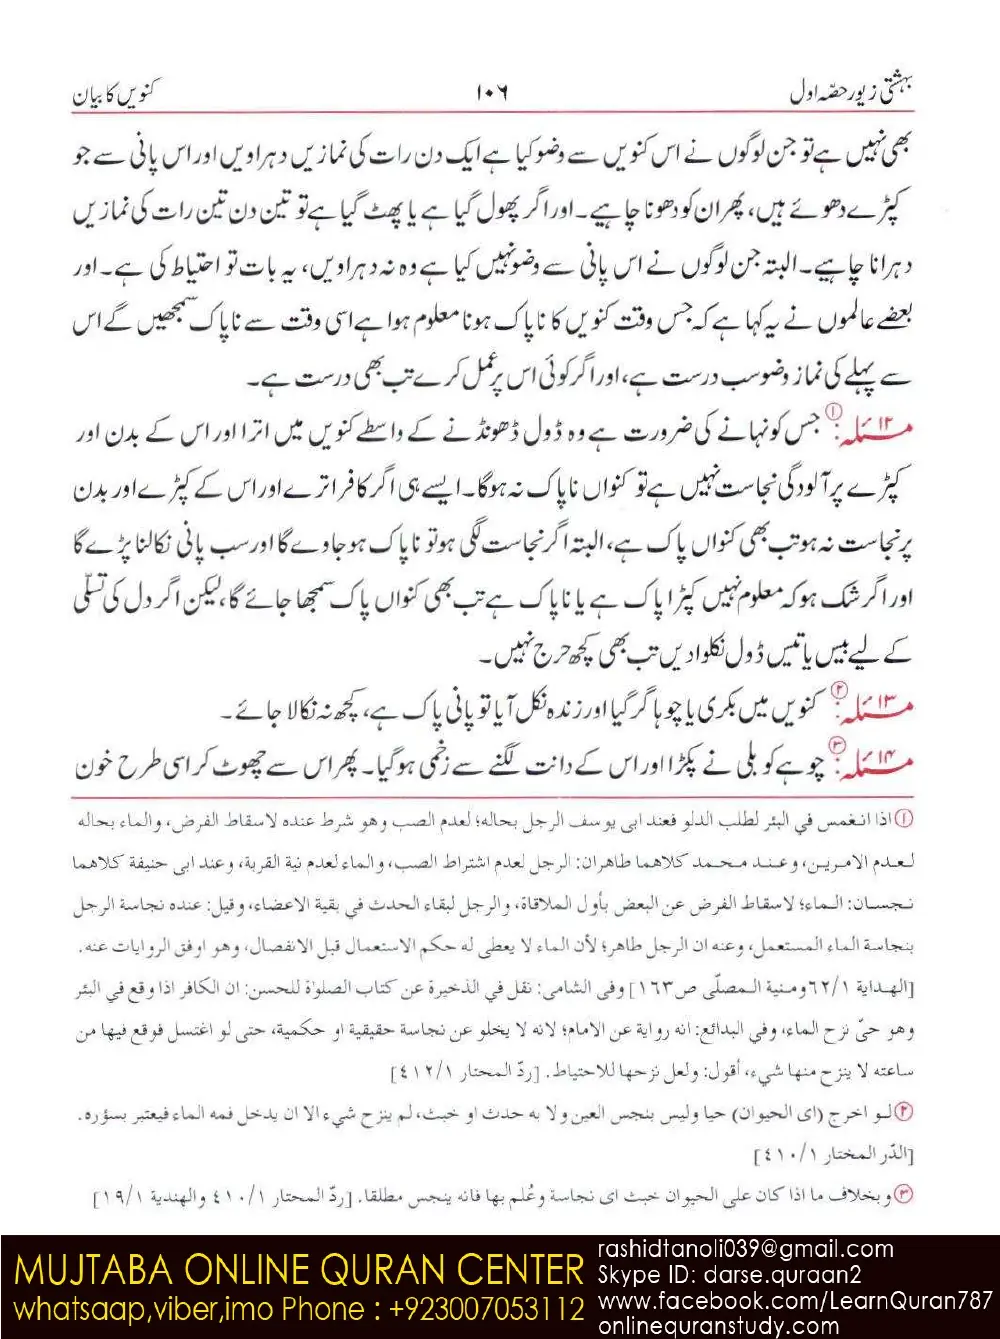 بہشتی زیور حصّہ اول ۱۰۶ کنویں کا بیان
بھی نہیں ہے تو جن لوگوں نے اس کنویں سے وضو کیا ہے ایک دن رات کی نمازیں دہراویں اور اس پانی سے جو
کپڑے دھوئے ہیں، پھر ان کو دھونا چاہیے۔ اور اگر پھول گیا ہے یا پھٹ گیا ہے تو تین دن تین رات کی نمازیں
دہرانا چاہیے۔ البتہ جن لوگوں نے اس پانی سے وضو نہیں کیا ہے وہ نہ دہراویں، یہ بات تو احتیاط کی ہے۔ اور
بعضے عالموں نے یہ کہا ہے کہ جس وقت کنویں کا ناپاک ہونا معلوم ہوا ہے اسی وقت سے ناپاک سمجھیں گے اس
سے پہلے کی نماز وضو سب درست ہے، اور اگر کوئی اس پر عمل کرے تب بھی درست ہے۔
مسئلہ ۱۲: ① جس کو نہانے کی ضرورت ہے وہ ڈول ڈھونڈنے کے واسطے کنویں میں اترا اور اس کے بدن اور
کپڑے پر آلودگی نجاست نہیں ہے تو کنواں ناپاک نہ ہوگا۔ ایسے ہی اگر کافر اترے اور اس کے کپڑے اور بدن
پر نجاست نہ ہو تب بھی کنواں پاک ہے، البتہ اگر نجاست لگی ہو تو ناپاک ہو جاوے گا اور سب پانی نکالنا پڑے گا
اور اگر شک ہو کہ معلوم نہیں کپڑا پاک ہے یا ناپاک ہے تب بھی کنواں پاک سمجھا جائے گا، لیکن اگر دل کی تسلّی
کے لیے بیس یا تیس ڈول نکلوا دیں تب بھی کچھ حرج نہیں۔
مسئلہ ۱۳: ② کنویں میں بکری یا چوہا گر گیا اور زندہ نکل آیا تو پانی پاک ہے، کچھ نہ نکالا جائے۔
مسئلہ ۱۴: ③ چوہے کو بلی نے پکڑا اور اس کے دانت لگنے سے زخمی ہو گیا۔ پھر اس سے چھوٹ کر اسی طرح خون
① اذا انغمس في البئر لطلب الدلو فعند ابى يوسف الرجل بحاله؛ لعدم الصب وهو شرط عنده لاسقاط الفرض، والماء بحاله
لعدم الامرين، وعند محمد كلاهما طاهران: الرجل لعدم اشتراط الصب، والماء لعدم نية القربة، وعند ابى حنيفة كلاهما
نجسان: الماء؛ لاسقاط الفرض عن البعض بأول الملاقاة، والرجل لبقاء الحدث في بقية الاعضاء، وقيل: عنده نجاسة الرجل
بنجاسة الماء المستعمل، وعنه ان الرجل طاهر؛ لأن الماء لا يعطى له حكم الاستعمال قبل الانفصال، وهو اوفق الروايات عنه.
[الهداية ٦٢/١ ومنية المصلّى ص ١٦٣] وفى الشامى: نقل في الذخيرة عن كتاب الصلوٰة للحسن: ان الكافر اذا وقع في البئر
وهو حىّ نزح الماء، وفي البدائع: انه رواية عن الامام؛ لانه لا يخلو عن نجاسة حقيقية او حكمية، حتى لو اغتسل فوقع فيها من
ساعته لا ينزح منها شيء، أقول: ولعل نزحها للاحتياط. [ردّ المحتار ٤١٢/١]
② لو اخرج (اى الحيوان) حيا وليس بنجس العين ولا به حدث او خبث، لم ينزح شيء الا ان يدخل فمه الماء فيعتبر بسؤره.
[الدّر المختار ٤١٠/١]
③ وبخلاف ما اذا كان على الحيوان خبث اى نجاسة وعُلم بها فانه ينجس مطلقا. [ردّ المحتار ٤١٠/١ والهندية ١٩/١]
MUJTABA ONLINE QURAN CENTER
whatsaap,viber,imo Phone : +923007053112
rashidtanoli039@gmail.com
Skype ID: darse.quraan2
www.facebook.com/LearnQuran787
onlinequranstudy.com